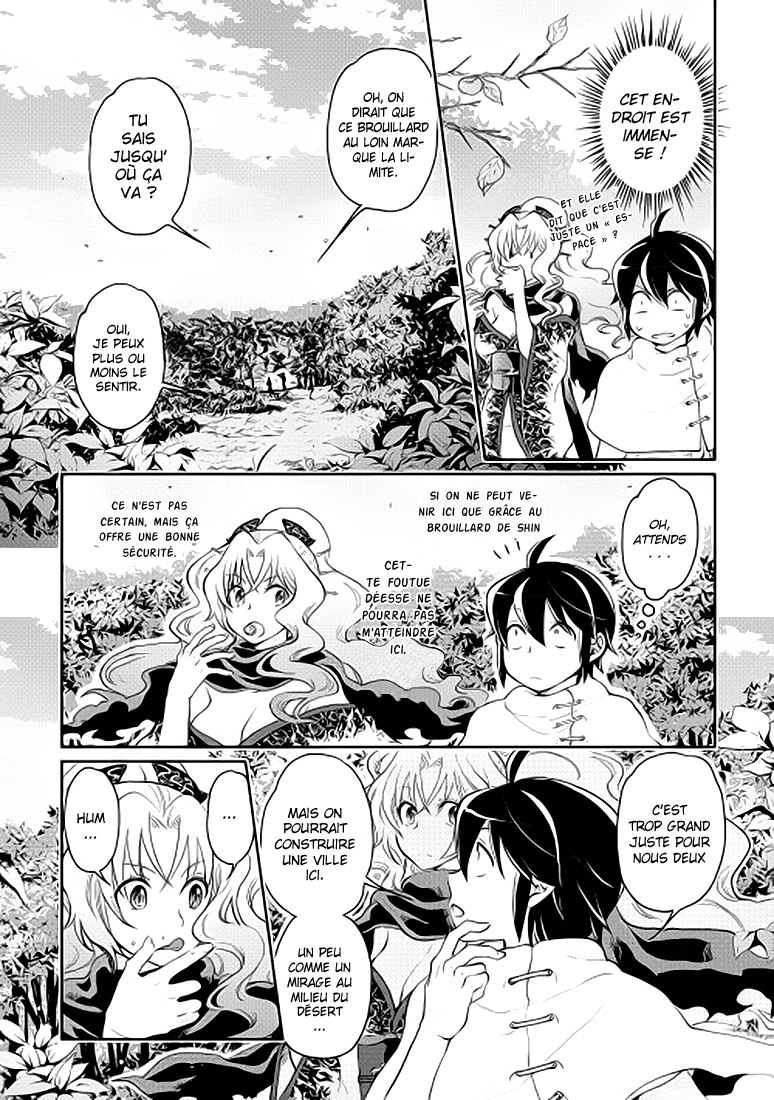 CET EN-
DROIT EST
IMMEN-
SE !
ET ELLE
DIT QUE C'EST
JUSTE UN « ES-
PACE » ?
OH, ON
DIRAIT QUE
CE BROUILLARD
AU LOIN MAR-
QUE LA LI-
MITE.
TU
SAIS
JUSQU'
OÙ ÇA
VA ?
OUI,
JE PEUX
PLUS OU
MOINS LE
SENTIR.
OH,
ATTENDS
. . .
SI ON NE PEUT VE-
NIR ICI QUE GRÂCE AU
BROUILLARD DE SHIN
CET-
TE FOUTUE
DÉESSE NE
POURRA PAS
M'ATTEINDRE
ICI.
CE N'EST PAS
CERTAIN, MAIS ÇA
OFFRE UNE BONNE
SÉCURITÉ.
C'EST
TROP GRAND
JUSTE POUR
NOUS DEUX
MAIS ON
POURRAIT
CONSTRUIRE
UNE VILLE
ICI.
UN PEU
COMME UN
MIRAGE AU
MILIEU DU
DÉSERT
...
...
HUM
...